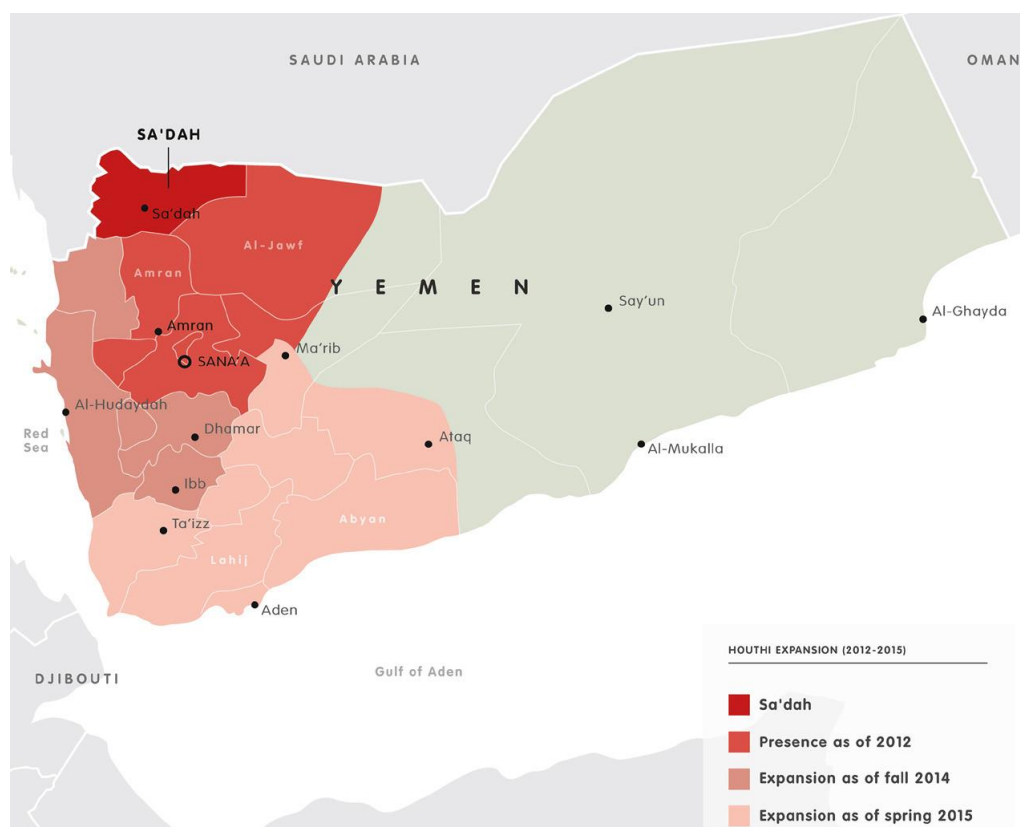 SAUDI ARABIA
OMAN
SA'DAH
Sa'dah
Al-Jawf
Amran
YEMEN
Say'un
Al-Ghayda
Amran
Ma'rib
SANA'A
Al-Hudaydah
Dhamar
Ataq
Al-Mukalla
Red
Sea
Ibb
Ta'izz
Abyan
Lahij
Aden
HOUTHI EXPANSION (2012-2015)
Gulf of Aden
DJIBOUTI
Sa'dah
Presence as of 2012
Expansion as of fall 2014
Expansion as of spring 2015